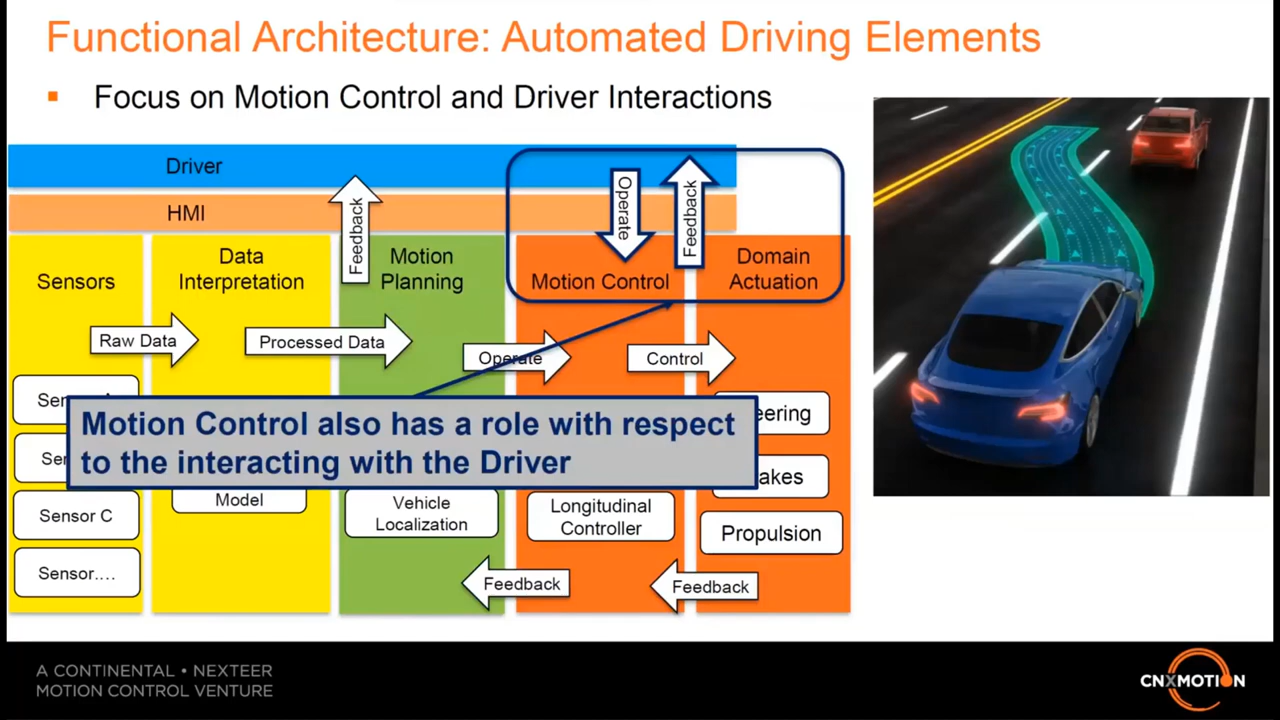 Functional Architecture: Automated Driving Elements
Focus on Motion Control and Driver Interactions
Driver
HMI
Feedback
Operate
Feedback
Sensors
Data
Interpretation
Motion
Planning
Motion Control
Domain
Actuation
Raw Data
Processed Data
Operate
Control
Motion Control also has a role with respect
to the interacting with the Driver
Sensor C
Sensor....
Model
Vehicle
Localization
Longitudinal
Controller
Propulsion
Feedback
Feedback
A CONTINENTAL • NEXTEER
MOTION CONTROL VENTURE
CNXMOTION